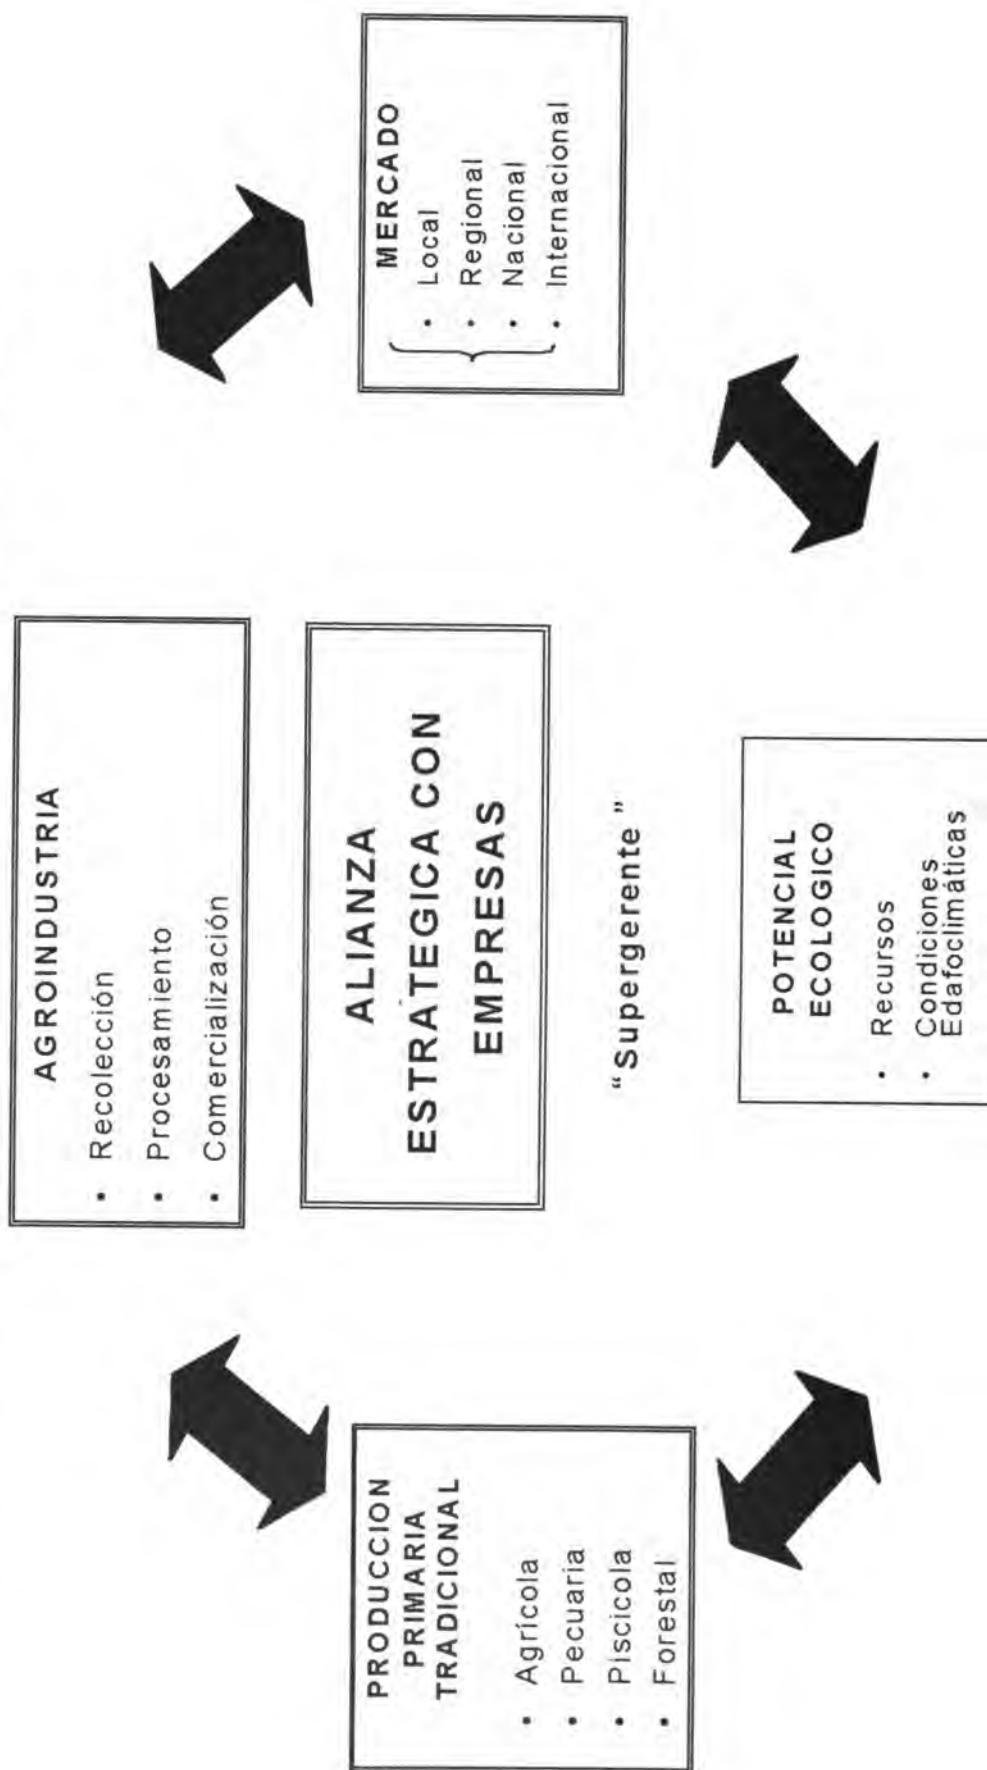 AGROINDUSTRIA
• Recolección
• Procesamiento
• Comercialización
PRODUCCION
PRIMARIA
TRADICIONAL
• Agrícola
• Pecuaria
• Piscicola
• Forestal
ALIANZA
ESTRATEGICA CON
EMPRESAS
“Supergerente”
MERCADO
• Local
• Regional
• Nacional
• Internacional
POTENCIAL
ECOLOGICO
• Recursos
• Condiciones
Edafoclimáticas